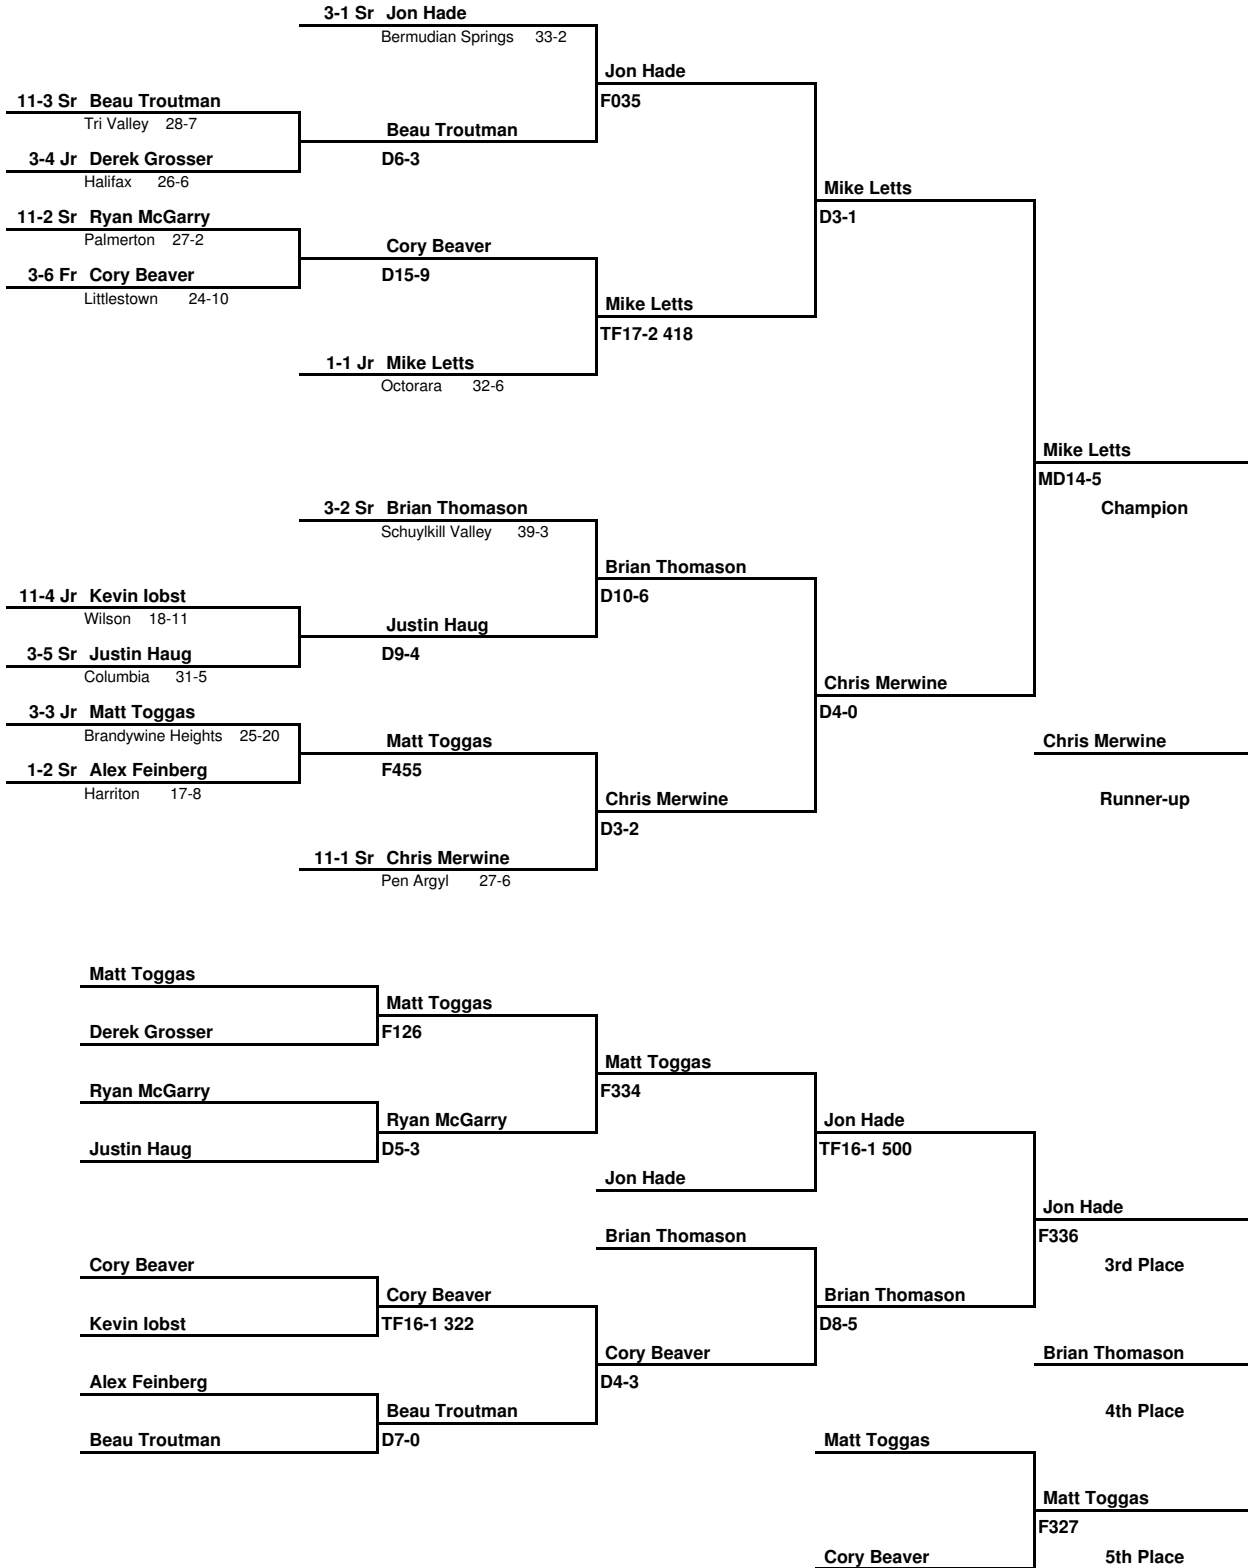 3-1 Sr Jon Hade
Bermudian Springs 33-2
Jon Hade
11-3 Sr Beau Troutman
F035
Tri Valley 28-7
Beau Troutman
3-4 Jr Derek Grosser
D6-3
Halifax 26-6
Mike Letts
11-2 Sr Ryan McGarry
D3-1
Palmerton 27-2
Cory Beaver
3-6 Fr Cory Beaver
D15-9
Littlestown 24-10
Mike Letts
TF17-2 418
1-1 Jr Mike Letts
Octorara 32-6
Mike Letts
MD14-5
3-2 Sr Brian Thomason
Champion
Schuylkill Valley 39-3
Brian Thomason
11-4 Jr Kevin Iobst
D10-6
Wilson 18-11
Justin Haug
3-5 Sr Justin Haug
D9-4
Columbia 31-5
Chris Merwine
3-3 Jr Matt Toggas
D4-0
Brandywine Heights 25-20
Matt Toggas
Chris Merwine
1-2 Sr Alex Feinberg
F455
Harriton 17-8
Chris Merwine
Runner-up
D3-2
11-1 Sr Chris Merwine
Pen Argyl 27-6
Matt Toggas
Matt Toggas
Derek Grosser
F126
Matt Toggas
Ryan McGarry
F334
Ryan McGarry
Jon Hade
Justin Haug
D5-3
TF16-1 500
Jon Hade
Jon Hade
Brian Thomason
F336
Cory Beaver
3rd Place
Cory Beaver
Brian Thomason
Kevin Iobst
TF16-1 322
D8-5
Cory Beaver
Brian Thomason
Alex Feinberg
D4-3
Beau Troutman
4th Place
Beau Troutman
D7-0
Matt Toggas
Matt Toggas
F327
Cory Beaver
5th Place